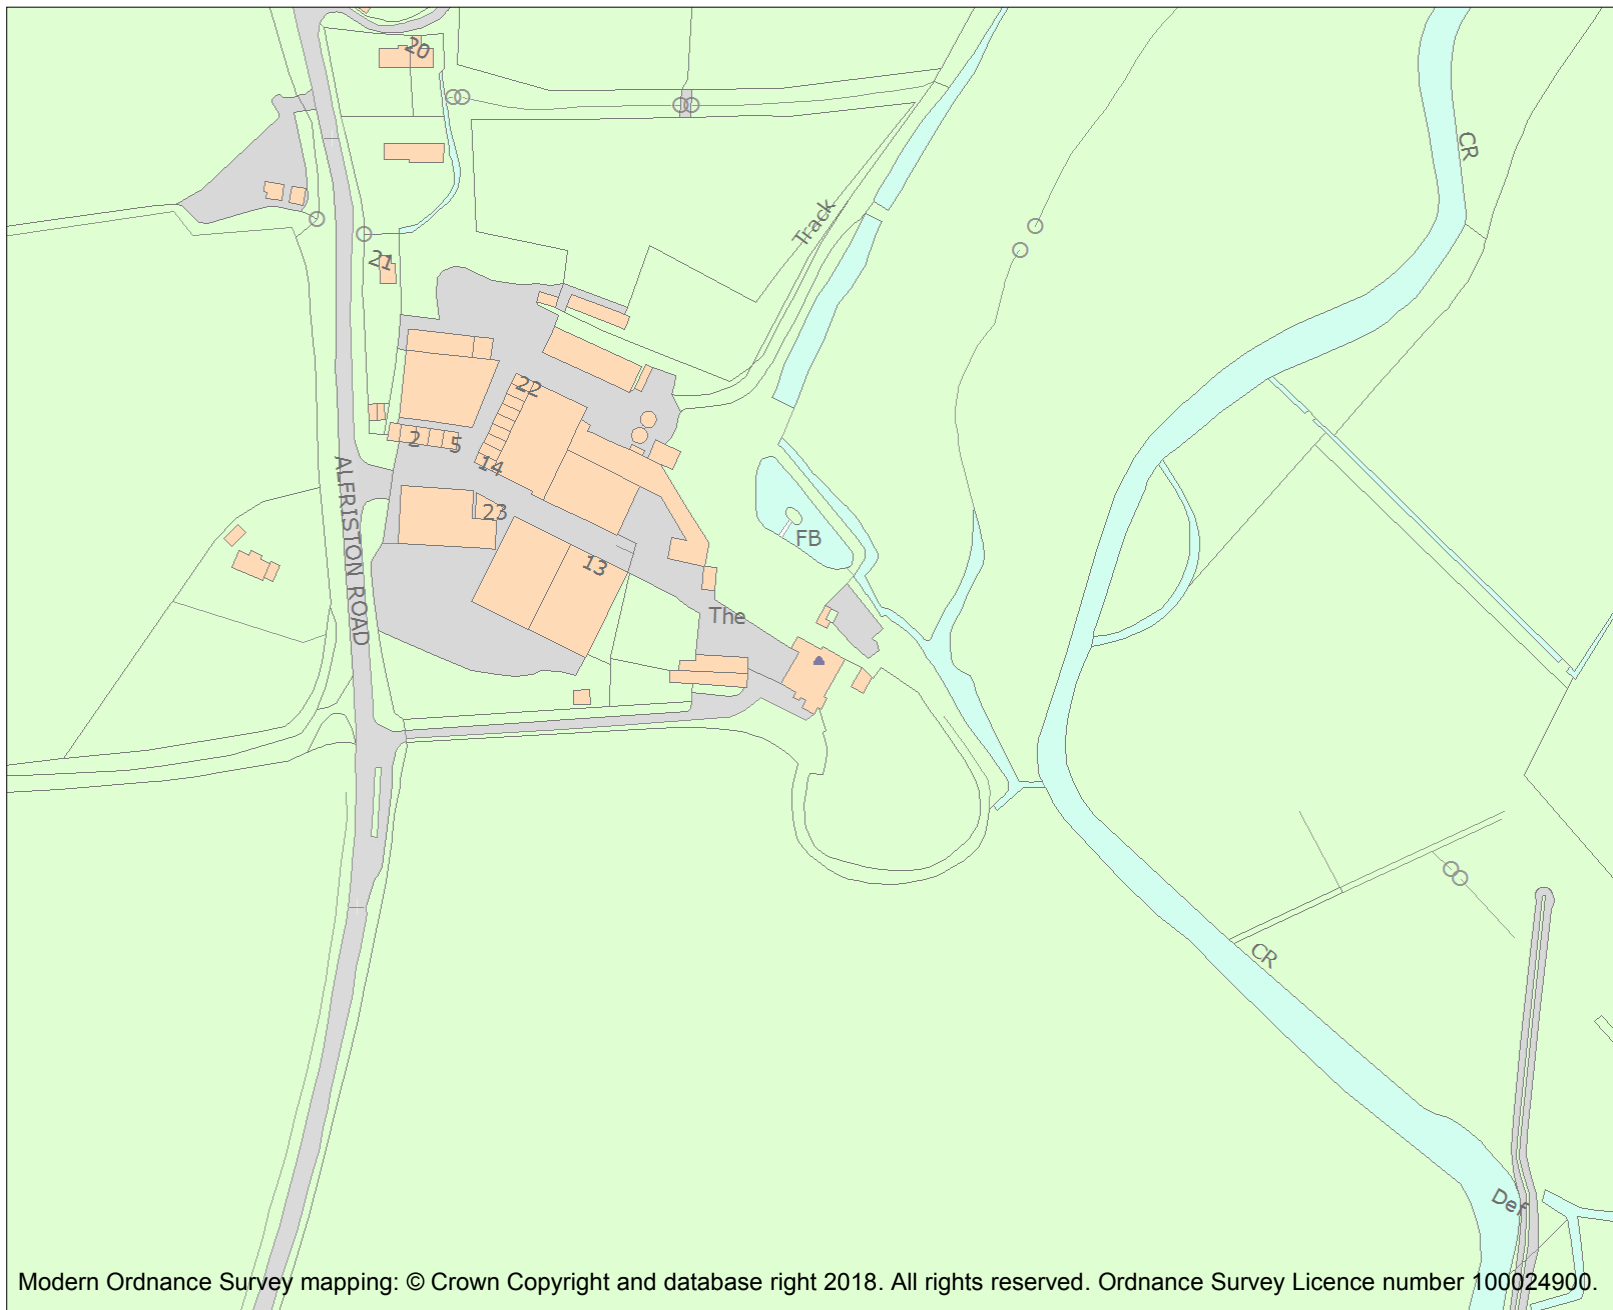 20
CR
Track
21
22
2
5
14
ALFRISTON ROAD
23
FB
13
The
CR
Def
Modern Ordnance Survey mapping: © Crown Copyright and database right 2018. All rights reserved. Ordnance Survey Licence number 100024900.